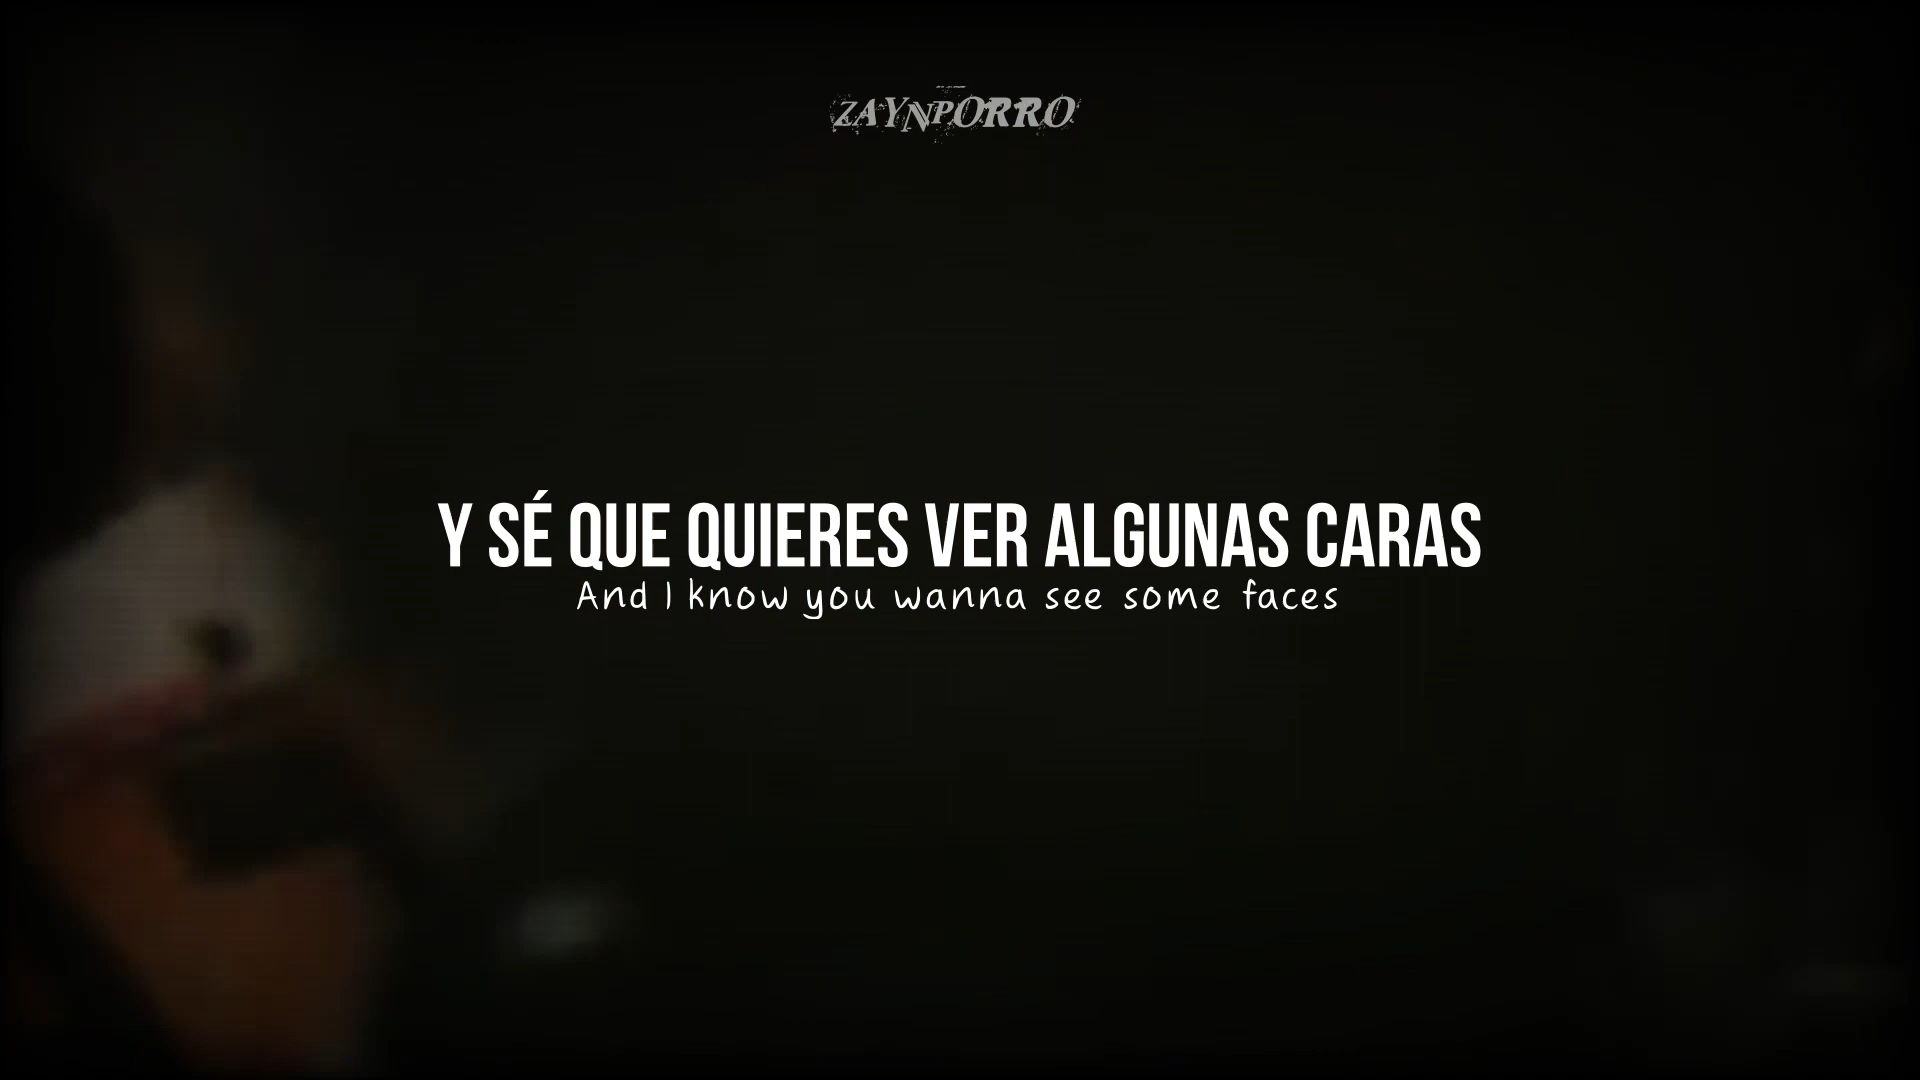 ZAYNPORRO
Y SÉ QUE QUIERES VER ALGUNAS CARAS
And I know you wanna see some faces